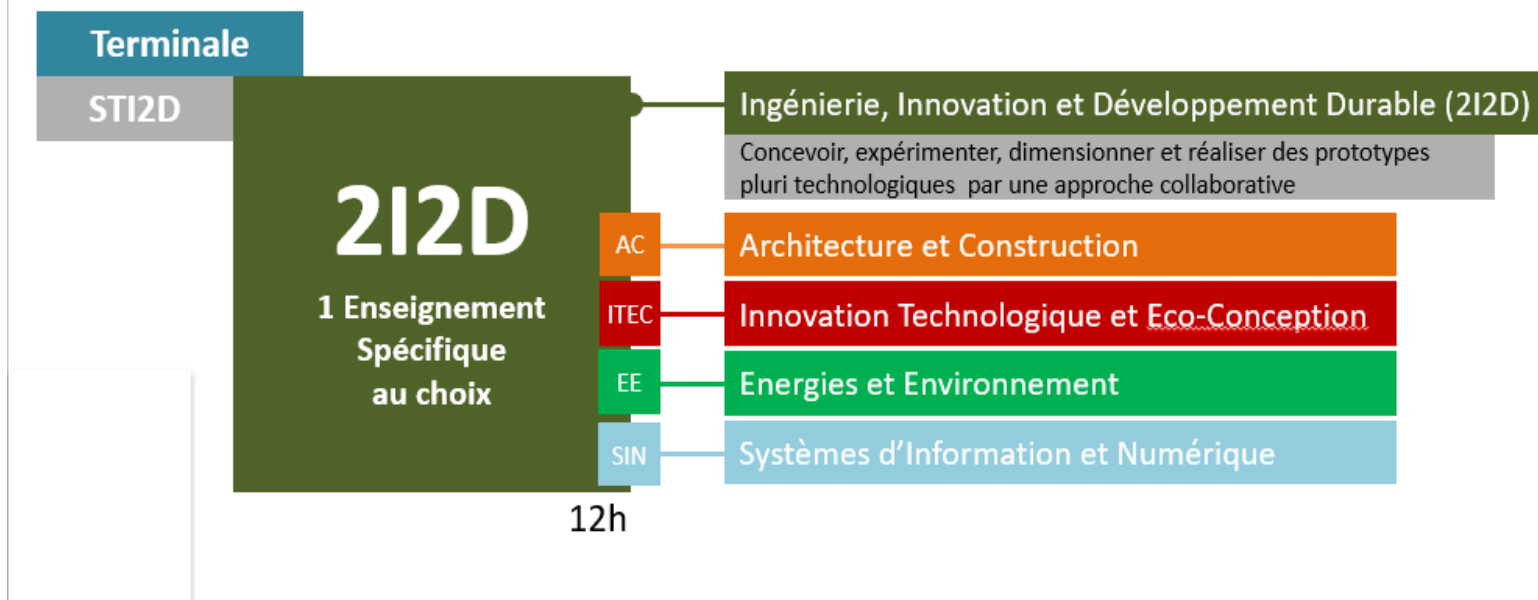 Terminale
STI2D
2I2D
1 Enseignement
Spécifique
au choix
12h
Ingénierie, Innovation et Développement Durable (2I2D)
Concevoir, expérimenter, dimensionner et réaliser des prototypes
pluri technologiques par une approche collaborative
AC
Architecture et Construction
ITEC
Innovation Technologique et Eco-Conception
EE
Energies et Environnement
SIN
Systèmes d’Information et Numérique